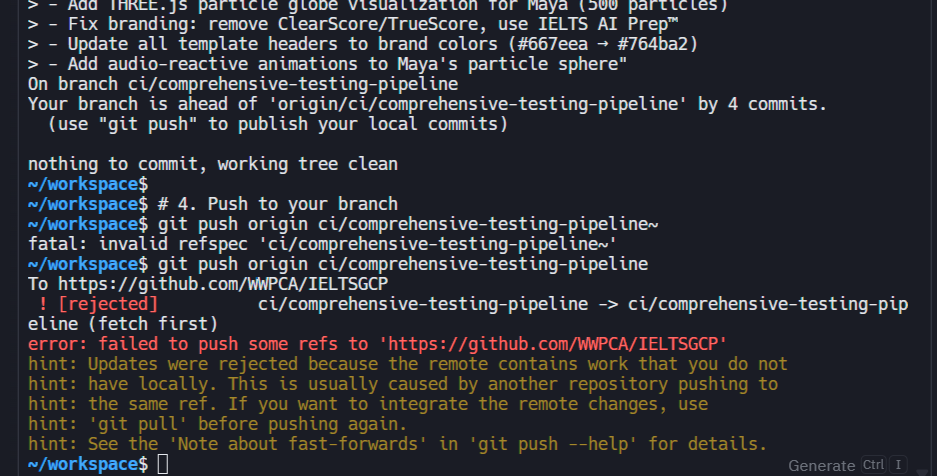 > - Add THREE.js particle globe visualization for Maya (500 particles)
> - Fix branding: remove ClearScore/TrueScore, use IELTS AI Prep™
> - Update all template headers to brand colors (#667eea → #764ba2)
> - Add audio-reactive animations to Maya's particle sphere"
On branch ci/comprehensive-testing-pipeline
Your branch is ahead of 'origin/ci/comprehensive-testing-pipeline' by 4 commits.
  (use "git push" to publish your local commits)

nothing to commit, working tree clean
~/workspace$
~/workspace$ # 4. Push to your branch
~/workspace$ git push origin ci/comprehensive-testing-pipeline~
fatal: invalid refspec 'ci/comprehensive-testing-pipeline~'
~/workspace$ git push origin ci/comprehensive-testing-pipeline
To https://github.com/WWPCA/IELTSGCP
 ! [rejected]          ci/comprehensive-testing-pipeline -> ci/comprehensive-testing-pip
eline (fetch first)
error: failed to push some refs to 'https://github.com/WWPCA/IELTSGCP'
hint: Updates were rejected because the remote contains work that you do not
hint: have locally. This is usually caused by another repository pushing to
hint: the same ref. If you want to integrate the remote changes, use
hint: 'git pull' before pushing again.
hint: See the 'Note about fast-forwards' in 'git push --help' for details.
~/workspace$
Generate Ctrl I